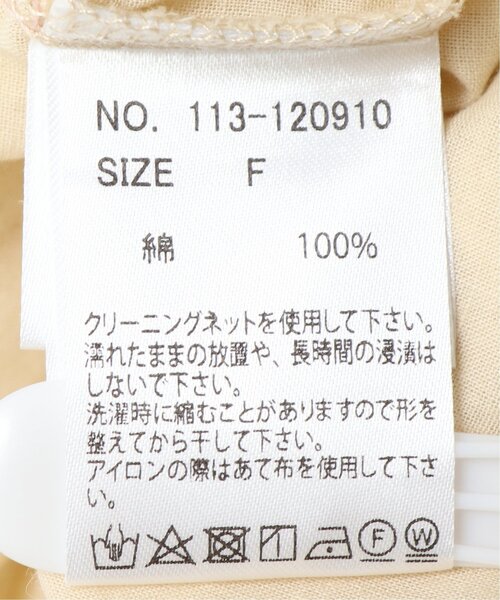 NO. 113-120910
SIZE F
綿 100%
クリーニングネットを使用して下さい。
濡れたままの放置や、長時間の浸漬は
しないで下さい。
洗濯時に縮むことがありますので形を
整えてから干して下さい。
アイロンの際はあて布を使用して下さ
い。
F W